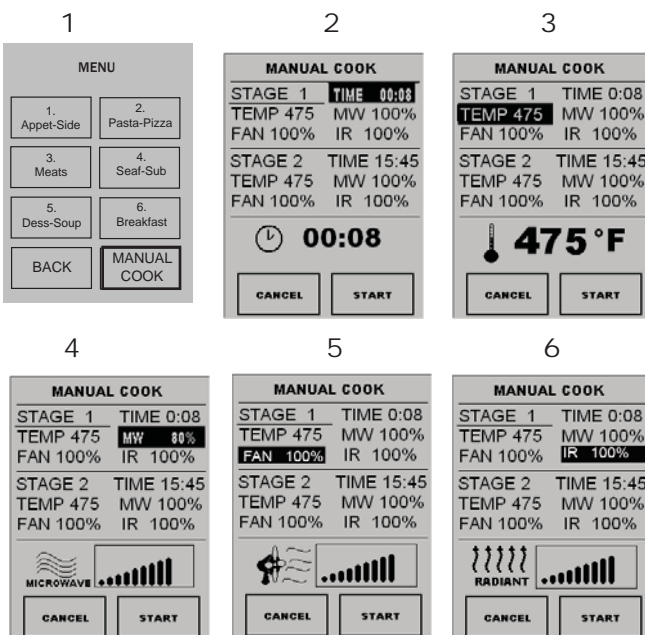 1
MENU
1.
Appet-Side
2.
Pasta-Pizza
3.
Meats
4.
Seaf-Sub
5.
Dess-Soup
6.
Breakfast
BACK
MANUAL
COOK
2
MANUAL COOK
STAGE 1 TIME 00:08
TEMP 475 MW 100%
FAN 100% IR 100%
STAGE 2 TIME 15:45
TEMP 475 MW 100%
FAN 100% IR 100%
00:08
CANCEL START
3
MANUAL COOK
STAGE 1 TIME 0:08
TEMP 475 MW 100%
FAN 100% IR 100%
STAGE 2 TIME 15:45
TEMP 475 MW 100%
FAN 100% IR 100%
475°F
CANCEL START
4
MANUAL COOK
STAGE 1 TIME 0:08
TEMP 475 MW 80%
FAN 100% IR 100%
STAGE 2 TIME 15:45
TEMP 475 MW 100%
FAN 100% IR 100%
MICROWAVE
CANCEL START
5
MANUAL COOK
STAGE 1 TIME 0:08
TEMP 475 MW 100%
FAN 100% IR 100%
STAGE 2 TIME 15:45
TEMP 475 MW 100%
FAN 100% IR 100%
CANCEL START
6
MANUAL COOK
STAGE 1 TIME 0:08
TEMP 475 MW 100%
FAN 100% IR 100%
STAGE 2 TIME 15:45
TEMP 475 MW 100%
FAN 100% IR 100%
RADIANT
CANCEL START